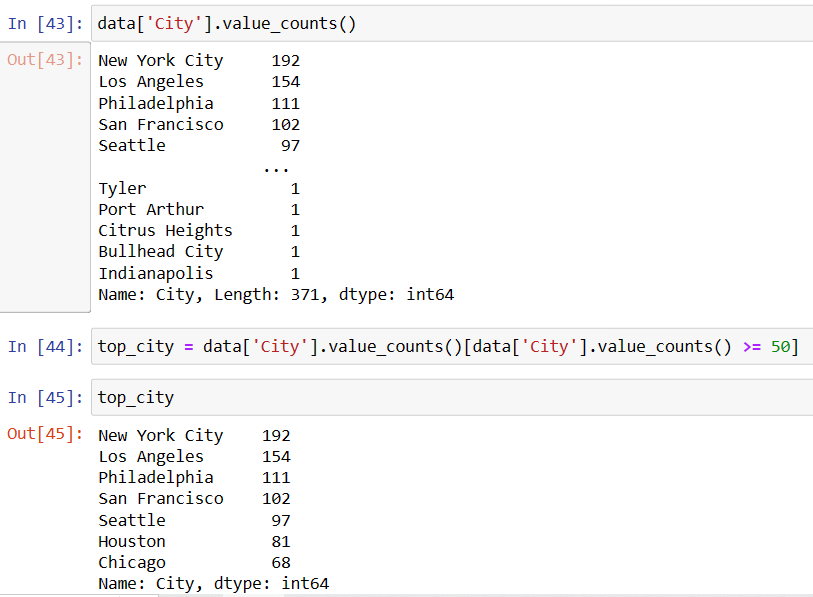 In [43]: data['City'].value_counts()
Out[43]: New York City     192
Los Angeles       154
Philadelphia      111
San Francisco     102
Seattle            97
...
Tyler               1
Port Arthur         1
Citrus Heights      1
Bullhead City       1
Indianapolis        1
Name: City, Length: 371, dtype: int64
In [44]: top_city = data['City'].value_counts()[data['City'].value_counts() >= 50]
In [45]: top_city
Out[45]: New York City    192
Los Angeles      154
Philadelphia     111
San Francisco    102
Seattle           97
Houston           81
Chicago           68
Name: City, dtype: int64